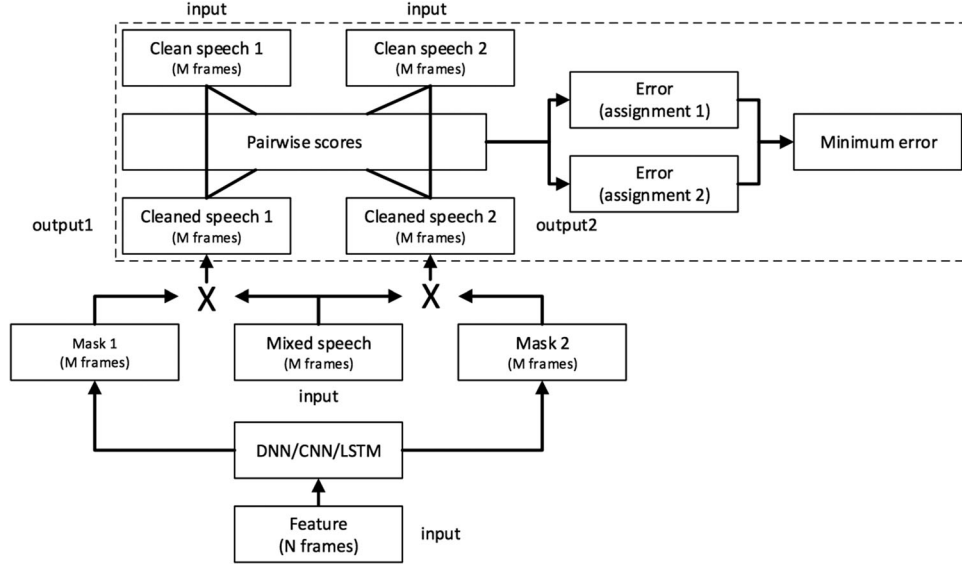 input
input
Clean speech 1
(M frames)
Clean speech 2
(M frames)
Error
(assignment 1)
Pairwise scores
Minimum error
Error
(assignment 2)
output1
Cleaned speech 1
(M frames)
Cleaned speech 2
(M frames)
output2
X
X
Mask 1
(M frames)
Mixed speech
(M frames)
Mask 2
(M frames)
input
DNN/CNN/LSTM
Feature
(N frames)
input